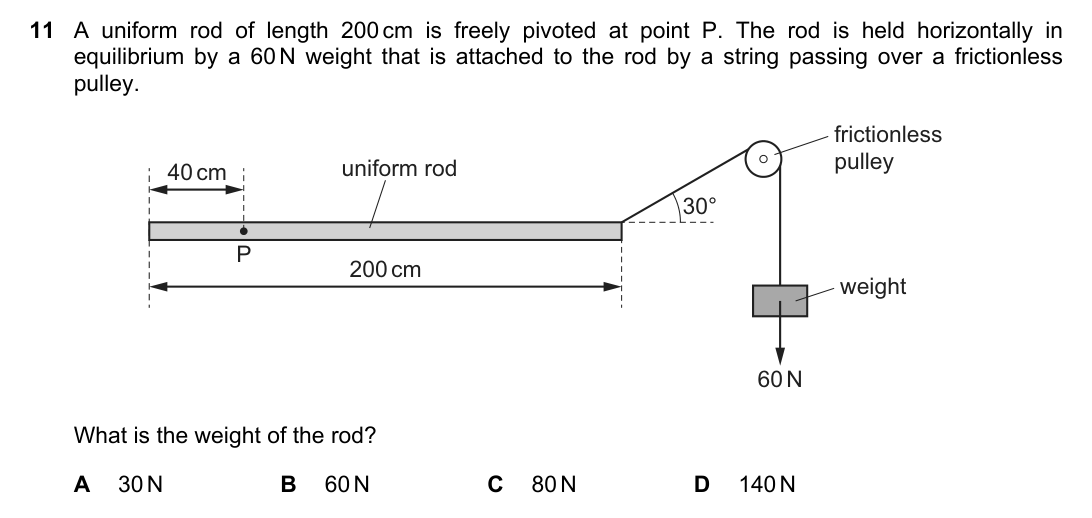 11 A uniform rod of length 200 cm is freely pivoted at point P. The rod is held horizontally in
equilibrium by a 60 N weight that is attached to the rod by a string passing over a frictionless
pulley.
frictionless
pulley
40 cm
uniform rod
30°
P
200 cm
weight
60 N
What is the weight of the rod?
A 30 N B 60 N C 80 N D 140 N